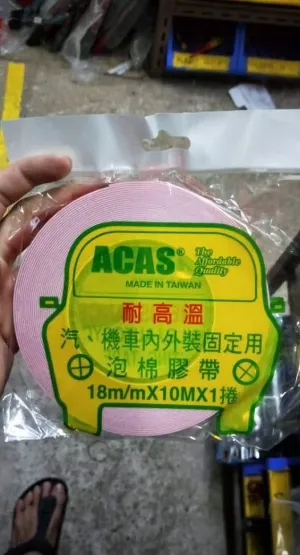 ACAS®
The
Affordable
Quality
MADE IN TAIWAN
耐高溫
汽、機車內外裝固定用
泡棉膠帶
18m/mX10MX1捲